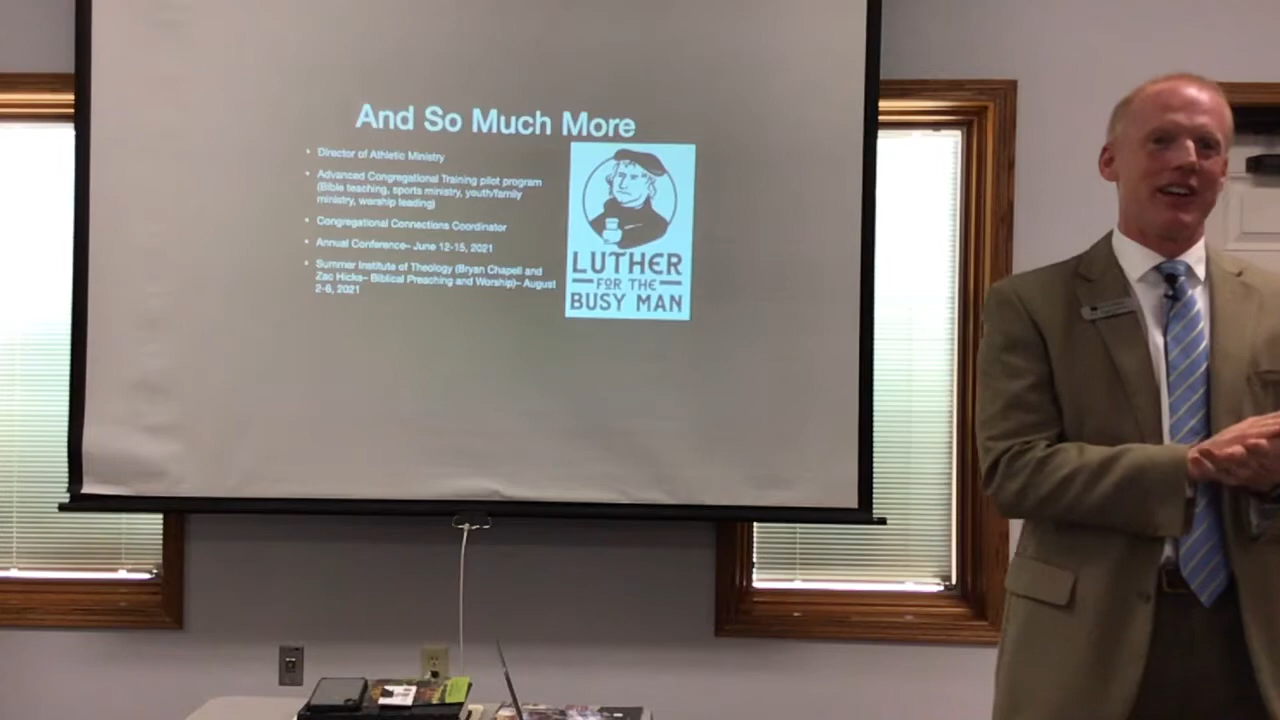 And So Much More
• Director of Athletic Ministry
• Advanced Congregational Training pilot program
(Bible teaching, sports ministry, youth/family
ministry, worship leading)
• Congregational Connections Coordinator
• Annual Conference– June 12-15, 2021
• Summer Institute of Theology (Bryan Chapell and
Zac Hicks– Biblical Preaching and Worship)– August
2-6, 2021
LUTHER
FOR THE
BUSY MAN